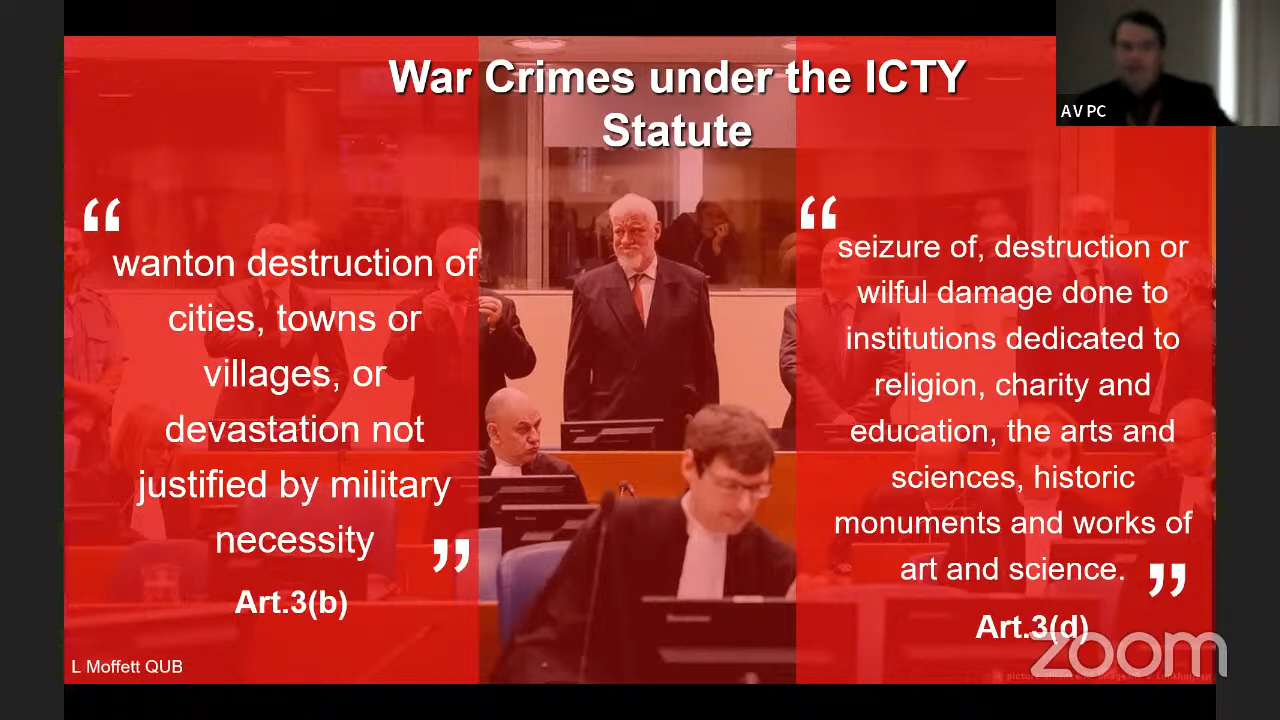 War Crimes under the ICTY
Statute
AV PC
“
wanton destruction of
cities, towns or
villages, or
devastation not
justified by military
necessity
”
Art.3(b)
“
seizure of, destruction or
wilful damage done to
institutions dedicated to
religion, charity and
education, the arts and
sciences, historic
monuments and works of
art and science.
”
Art.3(d)
zoom
L Moffett QUB